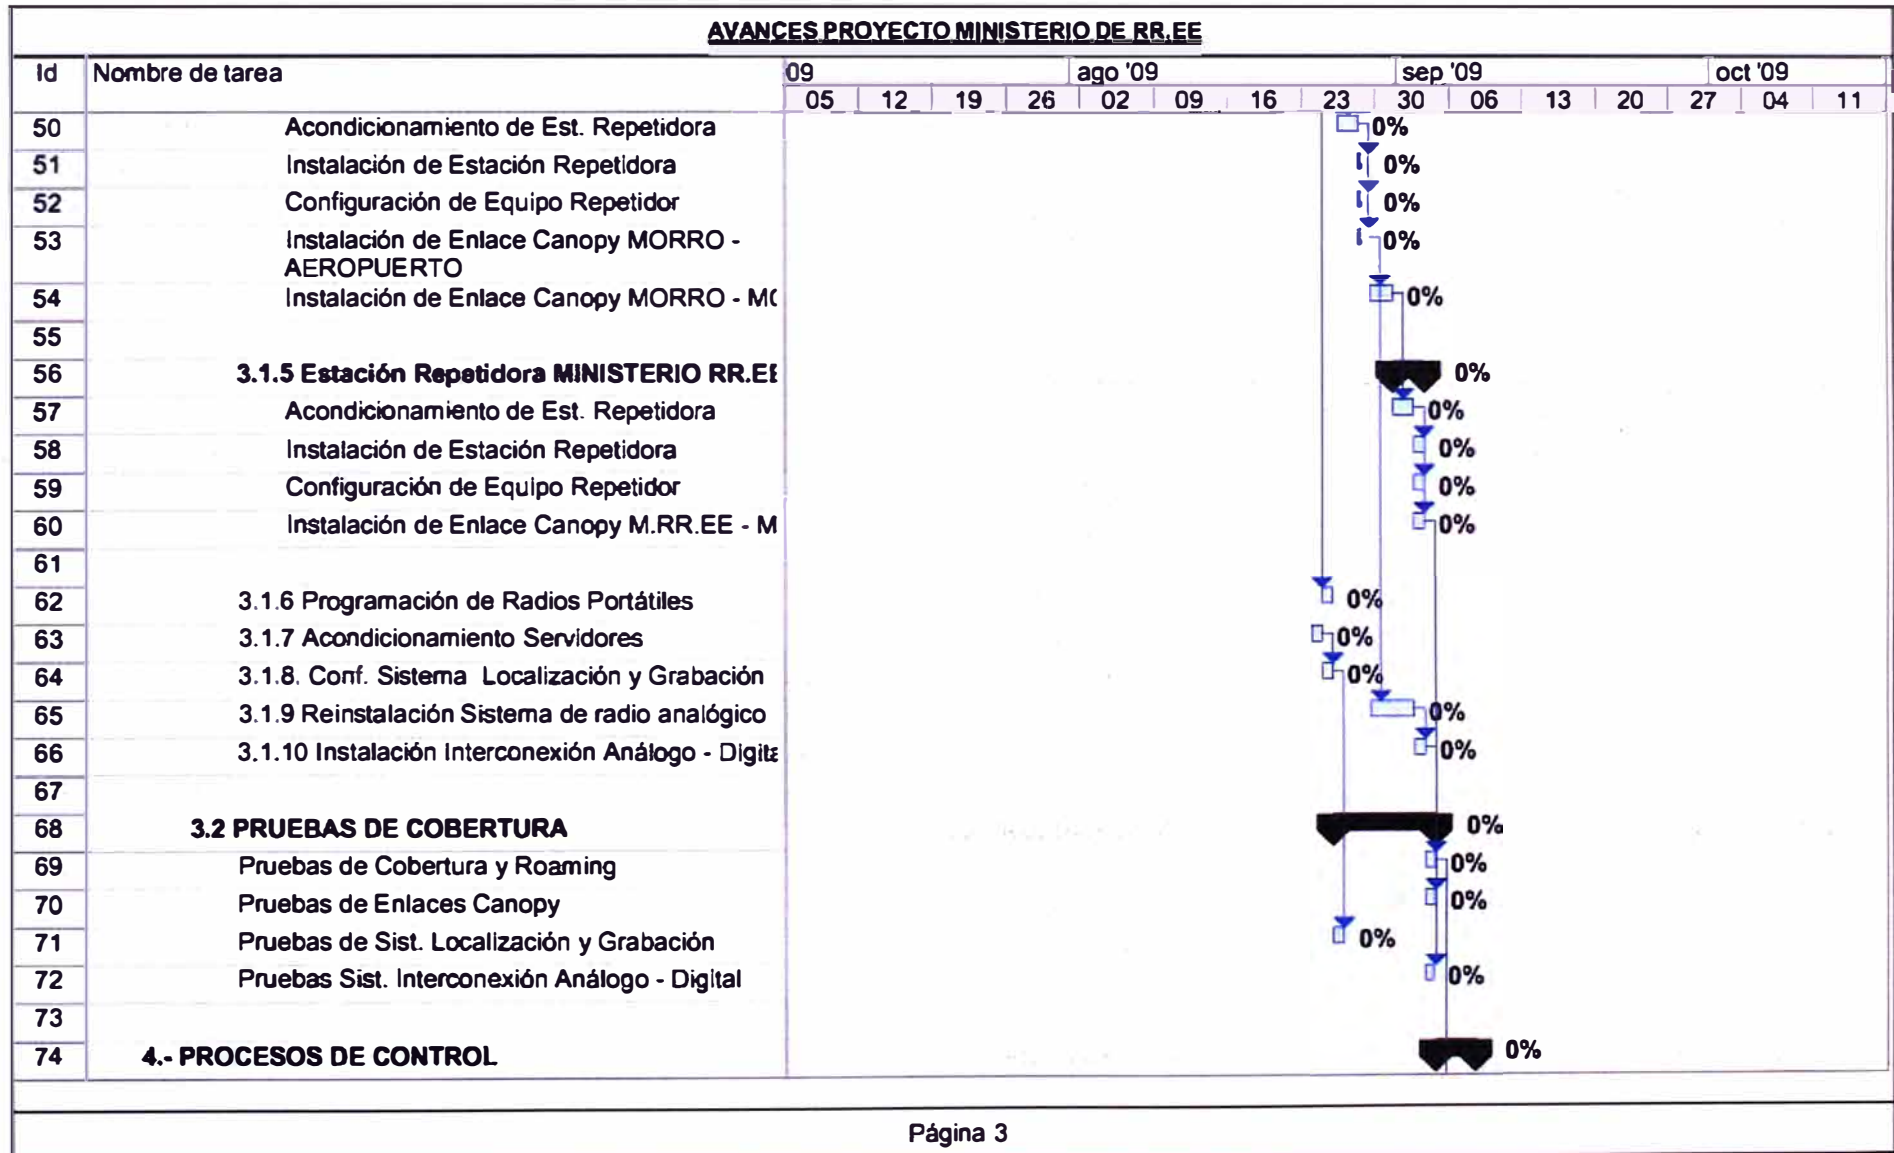 AVANCES PROYECTO MINISTERIO DE RR.EE
Id Nombre de tarea 09 ago '09 sep '09 oct '09
05 12 19 26 02 09 16 23 30 06 13 20 27 04 11
50 Acondicionamiento de Est. Repetidora 0%
51 Instalación de Estación Repetidora 0%
52 Configuración de Equipo Repetidor 0%
53 Instalación de Enlace Canopy MORRO - 0%
AEROPUERTO
54 Instalación de Enlace Canopy MORRO - MC 0%
55
56 3.1.5 Estación Repetidora MINISTERIO RR.EE 0%
57 Acondicionamiento de Est. Repetidora 0%
58 Instalación de Estación Repetidora 0%
59 Configuración de Equipo Repetidor 0%
60 Instalación de Enlace Canopy M.RR.EE - M 0%
61
62 3.1.6 Programación de Radios Portátiles 0%
63 3.1.7 Acondicionamiento Servidores 0%
64 3.1.8. Conf. Sistema Localización y Grabación 0%
65 3.1.9 Reinstalación Sistema de radio analógico 0%
66 3.1.10 Instalación Interconexión Análogo - Digita 0%
67
68 3.2 PRUEBAS DE COBERTURA 0%
69 Pruebas de Cobertura y Roaming 0%
70 Pruebas de Enlaces Canopy 0%
71 Pruebas de Sist. Localización y Grabación 0%
72 Pruebas Sist. Interconexión Análogo - Digital 0%
73
74 4.- PROCESOS DE CONTROL 0%
Página 3